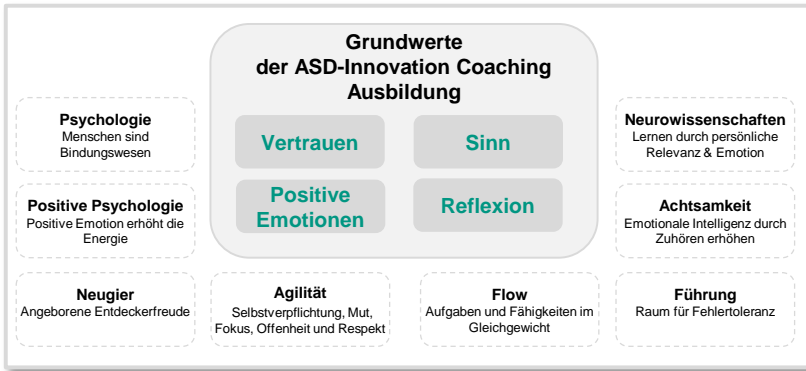 Grundwerte
der ASD-Innovation Coaching
Ausbildung
Vertrauen
Sinn
Positive
Emotionen
Reflexion
Psychologie
Menschen sind
Bindungswesen
Neurowissenschaften
Lernen durch persönliche
Relevanz & Emotion
Positive Psychologie
Positive Emotion erhöht die
Energie
Achtsamkeit
Emotionale Intelligenz durch
Zuhören erhöhen
Neugier
Angeborene Entdeckerfreude
Agilität
Selbstverpflichtung, Mut,
Fokus, Offenheit und Respekt
Flow
Aufgaben und Fähigkeiten im
Gleichgewicht
Führung
Raum für Fehlertoleranz